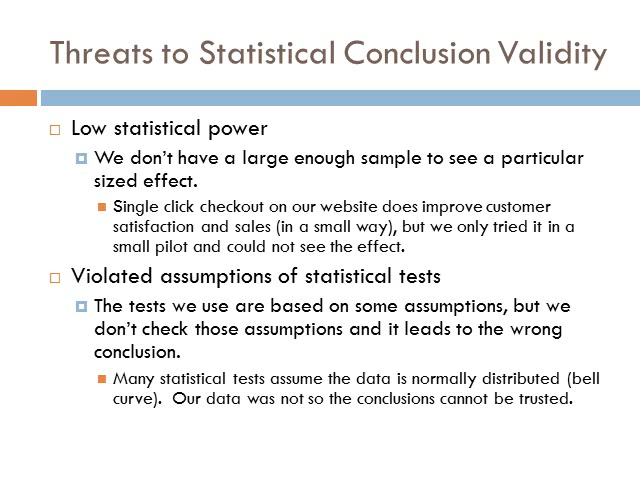 Threats to Statistical Conclusion Validity
Low statistical power
We don't have a large enough sample to see a particular
sized effect.
Single click checkout on our website does improve customer
satisfaction and sales (in a small way), but we only tried it in a
small pilot and could not see the effect.
Violated assumptions of statistical tests
The tests we use are based on some assumptions, but we
don't check those assumptions and it leads to the wrong
conclusion.
Many statistical tests assume the data is normally distributed (bell
curve).  Our data was not so the conclusions cannot be trusted.